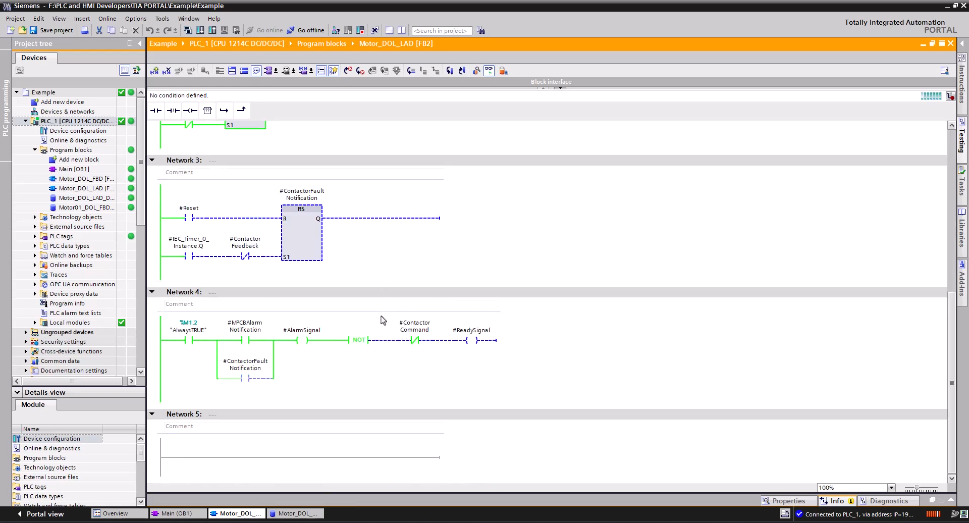 Siemens - F:\PLC and HMI Developers\TIA PORTAL\Example\Example
Project Edit View Insert Online Options Tools Window Help
Totally Integrated Automation
PORTAL
Save project
Go online
Go offline
<Search in project>
Project tree
Example ▸ PLC_1 [CPU 1214C DC/DC/DC] ▸ Program blocks ▸ Motor_DOL_LAD [FB2]
Devices
PLC programming
Block interface
No condition defined.
Example
Add new device
Devices & networks
PLC_1 [CPU 1214C DC/DC...
Device configuration
Online & diagnostics
Program blocks
Add new block
Main [OB1]
Motor_DOL_FBD [F...
Motor_DOL_LAD [F...
Motor_DOL_LAD_D...
Motor01_DOL_FBD...
Technology objects
External source files
PLC tags
PLC data types
Watch and force tables
Online backups
Traces
OPC UA communication
Device proxy data
Program info
PLC alarm text lists
Local modules
Ungrouped devices
Security settings
Cross-device functions
Common data
Documentation settings
Details view
Module
Name
Device configuration
Online & diagnostics
Program blocks
Technology objects
External source files
PLC tags
PLC data types
S1
Network 3: ....
Comment
#ContactorFault
Notification
#Reset
RS
R
Q
#IEC_Timer_0_
Instance.Q
#Contactor
Feedback
S1
Network 4: ....
Comment
%M1.2
"AlwaysTRUE"
#MPCBAlarm
Notification
#AlarmSignal
NOT
#Contactor
Command
#ReadySignal
#ContactorFault
Notification
Network 5: ....
Comment
100%
Properties
Info
Diagnostics
Instructions
Testing
Tasks
Libraries
Add-ins
Portal view
Overview
Main (OB1)
Motor_DOL_...
Motor_DOL_...
Connected to PLC_1, via address IP=19...